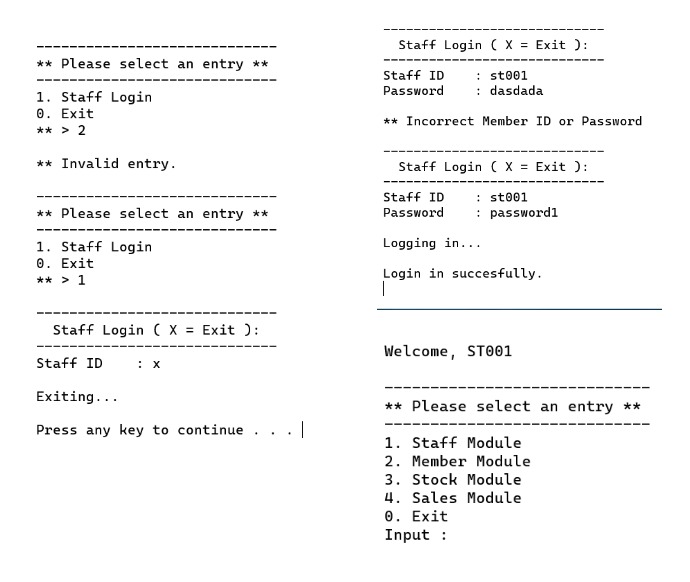 ----------------------------
** Please select an entry **
----------------------------
1. Staff Login
0. Exit
** > 2
** Invalid entry.
----------------------------
** Please select an entry **
----------------------------
1. Staff Login
0. Exit
** > 1
----------------------------
Staff Login ( X = Exit ):
----------------------------
Staff ID : x
Exiting...
Press any key to continue . . .
----------------------------
Staff Login ( X = Exit ):
----------------------------
Staff ID : st001
Password : dasdada
** Incorrect Member ID or Password
----------------------------
Staff Login ( X = Exit ):
----------------------------
Staff ID : st001
Password : password1
Logging in...
Login in succesfully.
Welcome, ST001
----------------------------
** Please select an entry **
----------------------------
1. Staff Module
2. Member Module
3. Stock Module
4. Sales Module
0. Exit
Input :